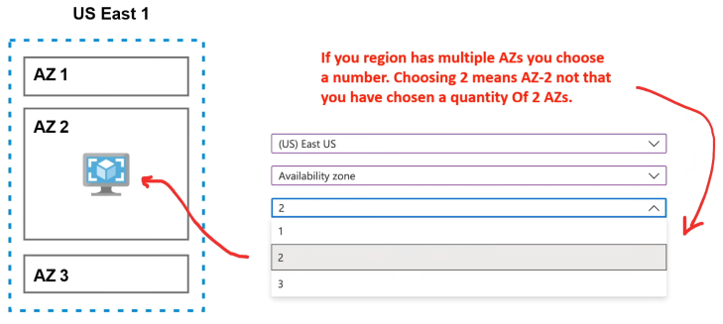 US East 1
AZ 1
AZ 2
AZ 3
If you region has multiple AZs you choose
a number. Choosing 2 means AZ-2 not that
you have chosen a quantity Of 2 AZs.
(US) East US
Availability zone
2
1
2
3